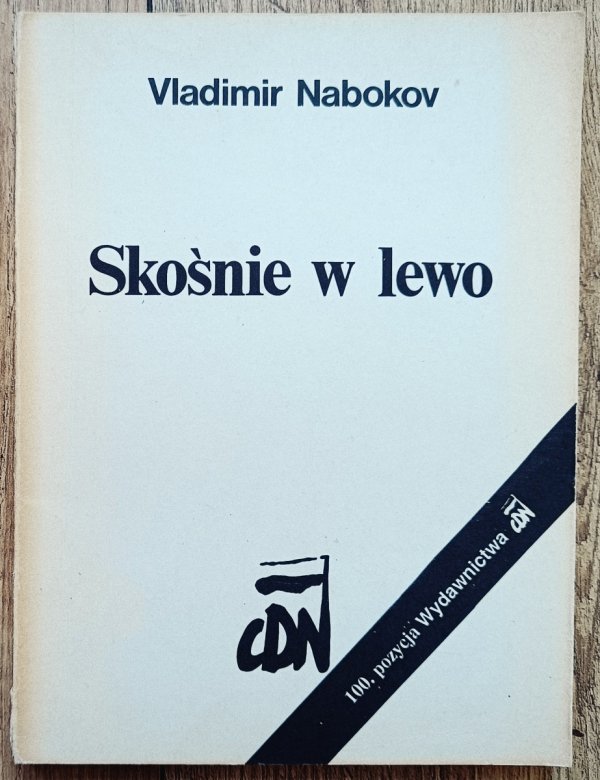 Vladimir Nabokov
Skośnie w lewo
CDN
100. pozycja Wydawnictwa CDN